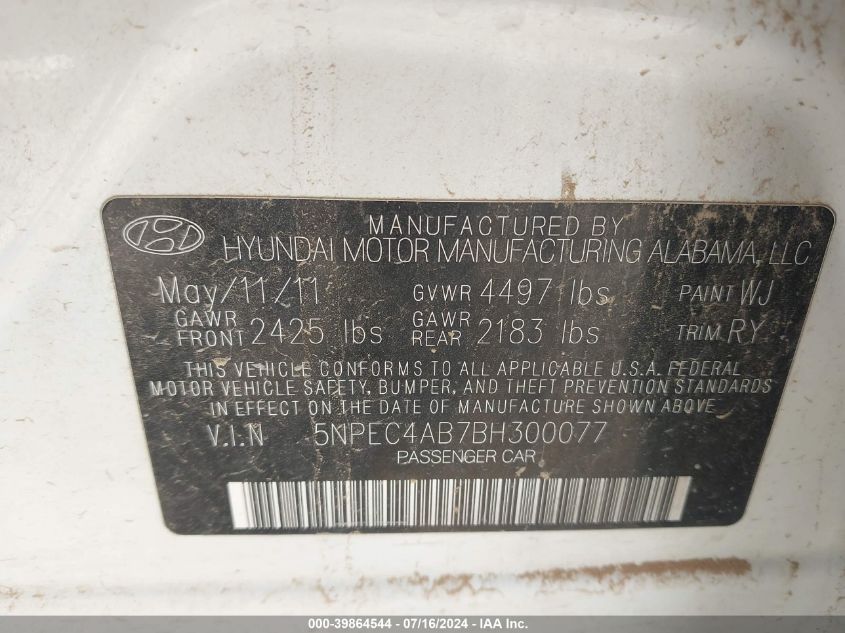 MANUFACTURED BY
HYUNDAI MOTOR MANUFACTURING ALABAMA, LLC
May/11/11 GVWR 4497 lbs PAINT WJ
GAWR FRONT 2425 lbs GAWR REAR 2183 lbs TRIM RY
THIS VEHICLE CONFORMS TO ALL APPLICABLE U.S.A. FEDERAL
MOTOR VEHICLE SAFETY, BUMPER, AND THEFT PREVENTION STANDARDS
IN EFFECT ON THE DATE OF MANUFACTURE SHOWN ABOVE
V.I.N 5NPEC4AB7BH300077
PASSENGER CAR
000-39864544 / 07/16/2024 - IAA Inc.